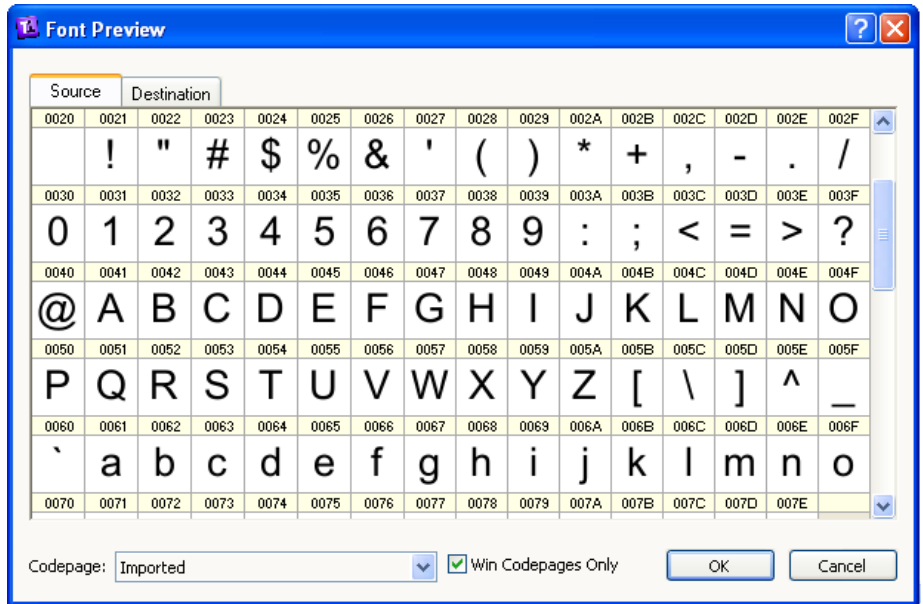 Font Preview
Source Destination
0020 0021 0022 0023 0024 0025 0026 0027 0028 0029 002A 002B 002C 002D 002E 002F
! " # $ % & ' ( ) * + , - . /
0030 0031 0032 0033 0034 0035 0036 0037 0038 0039 003A 003B 003C 003D 003E 003F
0 1 2 3 4 5 6 7 8 9 : ; < = > ?
0040 0041 0042 0043 0044 0045 0046 0047 0048 0049 004A 004B 004C 004D 004E 004F
@ A B C D E F G H I J K L M N O
0050 0051 0052 0053 0054 0055 0056 0057 0058 0059 005A 005B 005C 005D 005E 005F
P Q R S T U V W X Y Z [ \ ] ^ _
0060 0061 0062 0063 0064 0065 0066 0067 0068 0069 006A 006B 006C 006D 006E 006F
` a b c d e f g h i j k l m n o
0070 0071 0072 0073 0074 0075 0076 0077 0078 0079 007A 007B 007C 007D 007E
Codepage: Imported Win Codepages Only OK Cancel